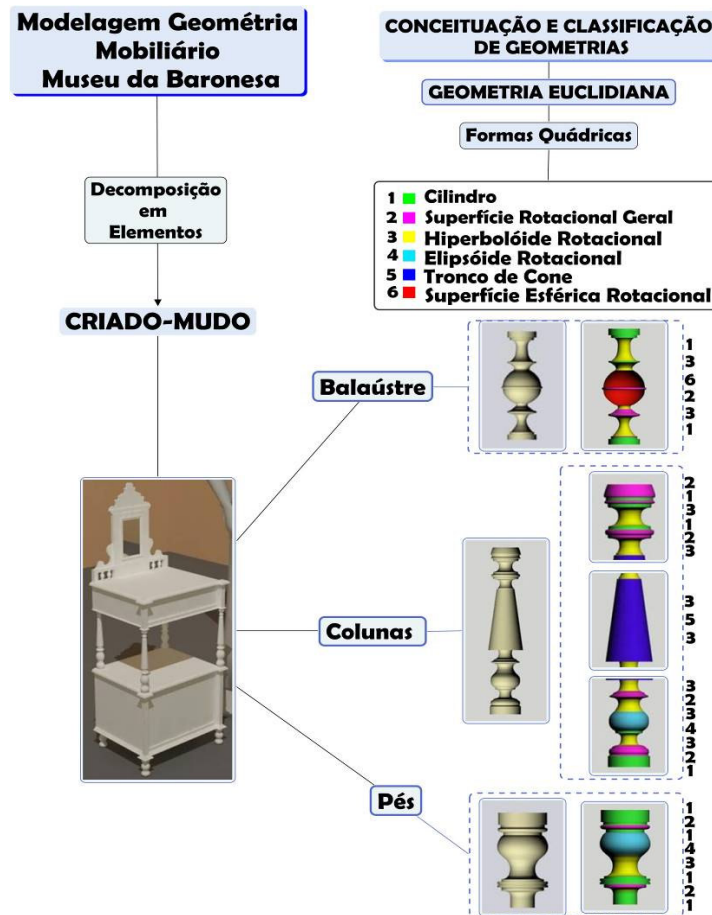 Modelagem Geométria
Mobiliário
Museu da Baronesa
CONCEITUAÇÃO E CLASSIFICAÇÃO
DE GEOMETRIAS
GEOMETRIA EUCLIDIANA
Formas Quádricas
Decomposição
em
Elementos
1 Cilindro
2 Superfície Rotacional Geral
3 Hiperbolóide Rotacional
4 Elipsóide Rotacional
5 Tronco de Cone
6 Superfície Esférica Rotacional
CRIADO-MUDO
Balaústre
1
3
6
2
3
1
Colunas
2
1
3
1
2
3
3
5
3
3
2
3
4
3
2
1
Pés
1
2
1
4
3
1
2
1